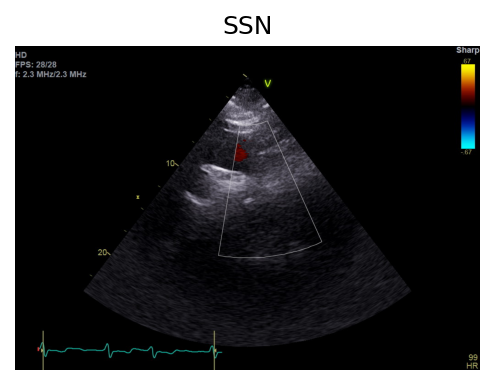 SSN
HD
FPS: 28/28
f: 2.3 MHz/2.3 MHz
Sharp
67
V
-67
10
x
20
99
HR